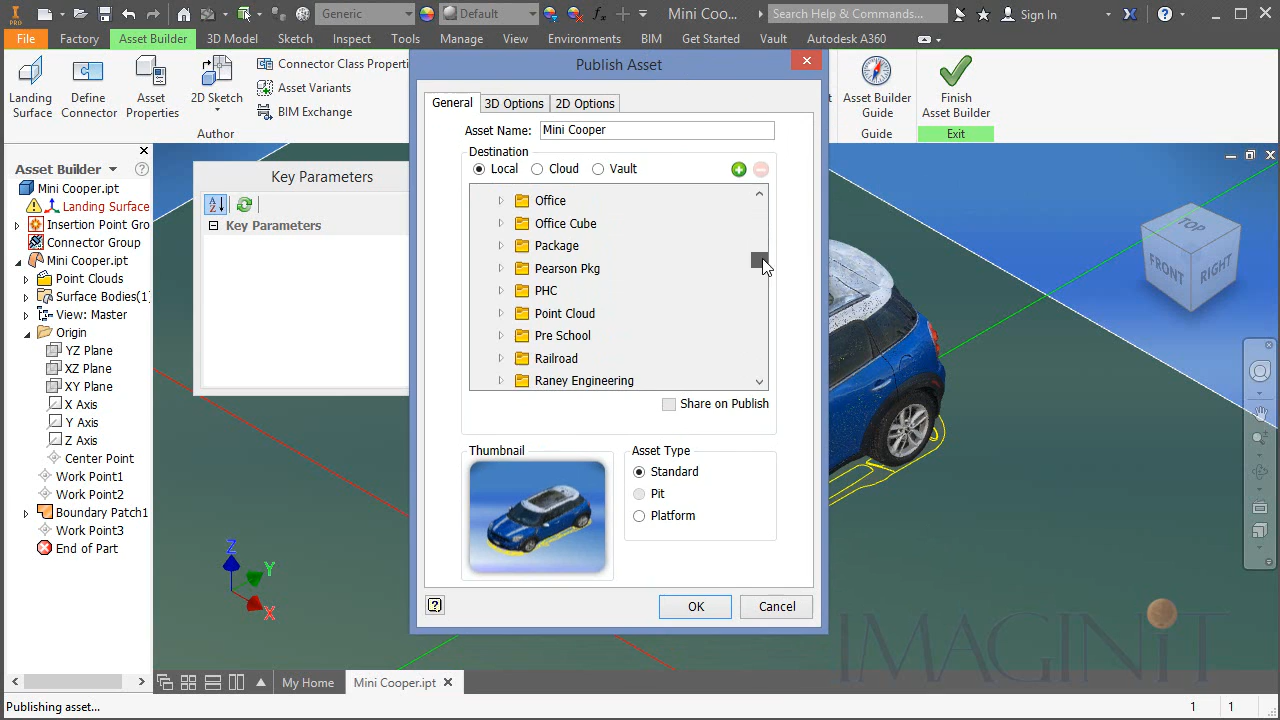 PRO
Generic
Default
fx
Mini Coo...
Search Help & Commands...
Sign In
File
Factory
Asset Builder
3D Model
Sketch
Inspect
Tools
Manage
View
Environments
BIM
Get Started
Vault
Autodesk A360
Landing
Surface
Define
Connector
Asset
Properties
2D Sketch
Connector Class Properti
Asset Variants
BIM Exchange
Author
Asset Builder
Guide
Guide
Finish
Asset Builder
Exit
Publish Asset
General
3D Options
2D Options
Asset Name:
Mini Cooper
Destination
Local
Cloud
Vault
Office
Office Cube
Package
Pearson Pkg
PHC
Point Cloud
Pre School
Railroad
Raney Engineering
Share on Publish
Thumbnail
Asset Type
Standard
Pit
Platform
OK
Cancel
Asset Builder
Mini Cooper.ipt
Landing Surface
Insertion Point Gro
Connector Group
Mini Cooper.ipt
Point Clouds
Surface Bodies(1)
View: Master
Origin
YZ Plane
XZ Plane
XY Plane
X Axis
Y Axis
Z Axis
Center Point
Work Point1
Work Point2
Boundary Patch1
Work Point3
End of Part
Key Parameters
A
Z
Key Parameters
TOP
FRONT
RIGHT
Z
Y
X
IMAGINiT
My Home
Mini Cooper.ipt
Publishing asset...
1
1